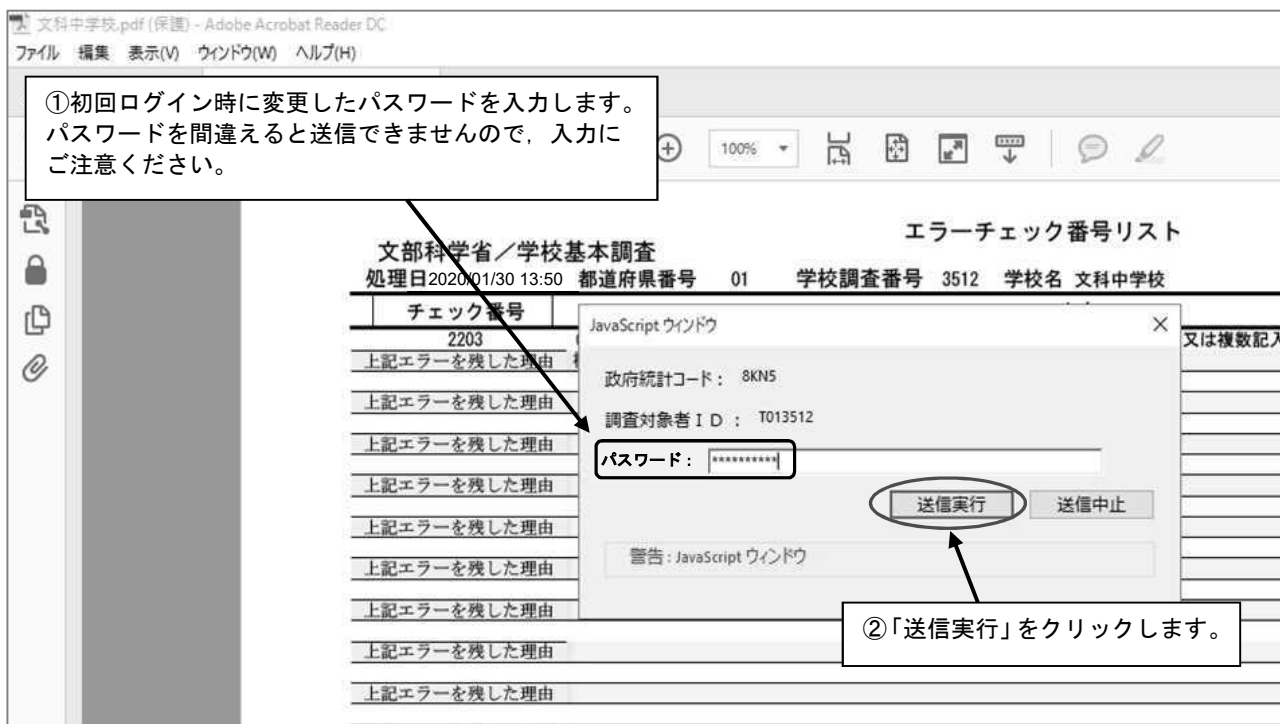 文科中学校.pdf (保護) - Adobe Acrobat Reader DC
ファイル 編集 表示(V) ウィンドウ(W) ヘルプ(H)
①初回ログイン時に変更したパスワードを入力します。
パスワードを間違えると送信できませんので，入力に
ご注意ください。
100%
エラーチェック番号リスト
文部科学省／学校基本調査
処理日2020/01/30 13:50 都道府県番号 01 学校調査番号 3512 学校名 文科中学校
チェック番号
2203
又は複数記入
上記エラーを残した理由
上記エラーを残した理由
上記エラーを残した理由
上記エラーを残した理由
上記エラーを残した理由
上記エラーを残した理由
上記エラーを残した理由
上記エラーを残した理由
上記エラーを残した理由
JavaScript ウィンドウ
政府統計コード： 8KN5
調査対象者ＩＤ ： T013512
パスワード： **********
送信実行 送信中止
警告 : JavaScript ウィンドウ
②「送信実行」をクリックします。